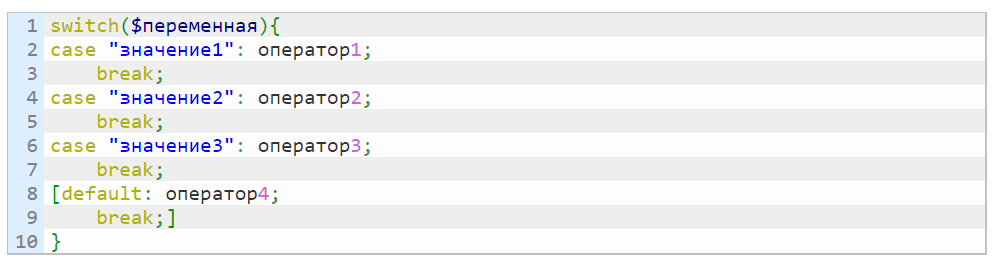 1 switch($переменная){
2 case "значение1": оператор1;
3     break;
4 case "значение2": оператор2;
5     break;
6 case "значение3": оператор3;
7     break;
8 [default: оператор4;
9     break;]
10 }